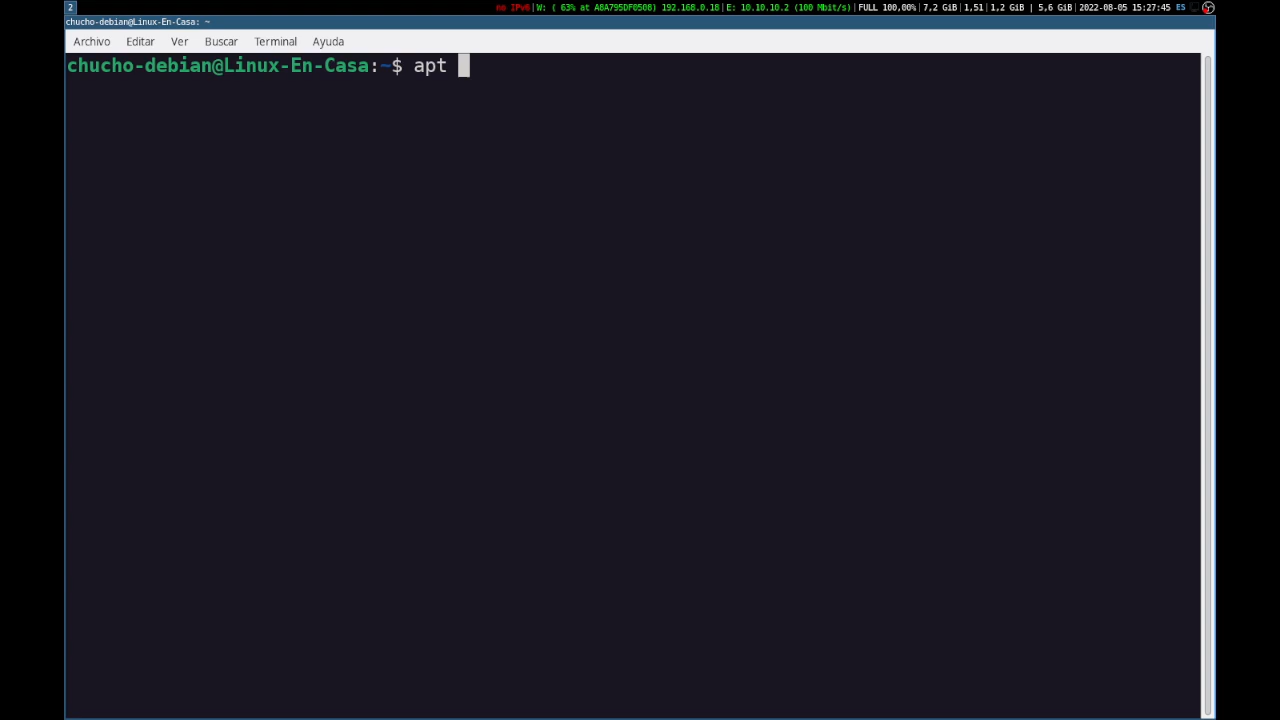 2
no IPv6|W: ( 63% at A8A795DF0508) 192.168.0.18|E: 10.10.10.2 (100 Mbit/s)|FULL 100,00%|7,2 GiB|1,51|1,2 GiB | 5,6 GiB|2022-08-05 15:27:45 ES
chucho-debian@Linux-En-Casa: ~
Archivo Editar Ver Buscar Terminal Ayuda
chucho-debian@Linux-En-Casa:~$ apt